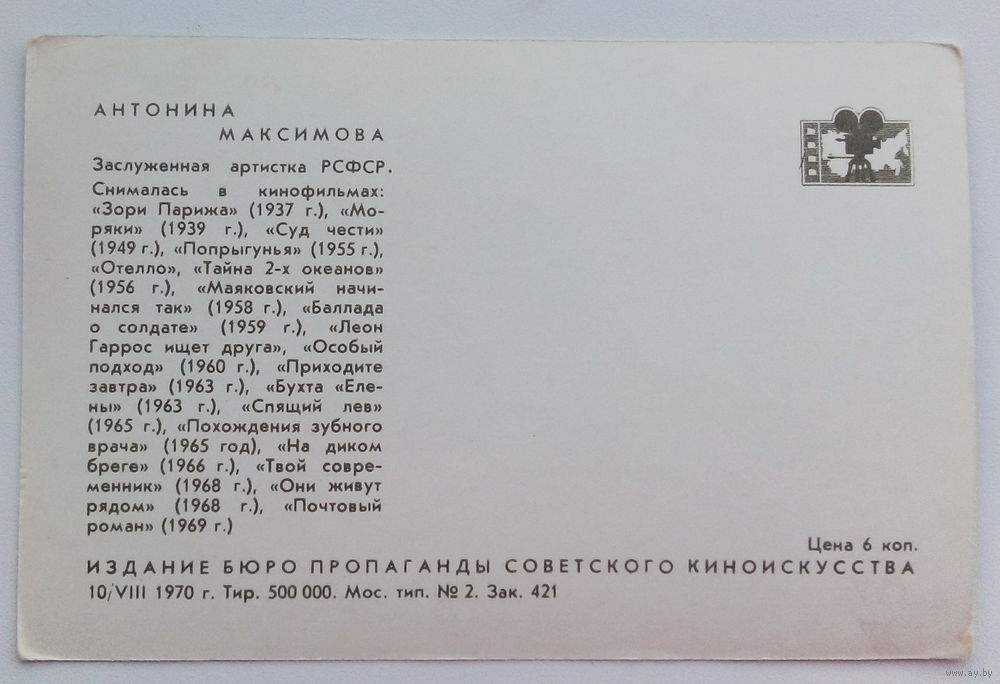 АНТОНИНА
МАКСИМОВА
Заслуженная артистка РСФСР.
Снималась в кинофильмах:
«Зори Парижа» (1937 г.), «Мо-
ряки» (1939 г.), «Суд чести»
(1949 г.), «Попрыгунья» (1955 г.),
«Отелло», «Тайна 2-х океанов»
(1956 г.), «Маяковский начи-
нался так» (1958 г.), «Баллада
о солдате» (1959 г.), «Леон
Гаррос ищет друга», «Особый
подход» (1960 г.), «Приходите
завтра» (1963 г.), «Бухта «Еле-
ны» (1963 г.), «Спящий лев»
(1965 г.), «Похождения зубного
врача» (1965 год), «На диком
бреге» (1966 г.), «Твой совре-
менник» (1968 г.), «Они живут
рядом» (1968 г.), «Почтовый
роман» (1969 г.)
Цена 6 коп.
ИЗДАНИЕ БЮРО ПРОПАГАНДЫ СОВЕТСКОГО КИНОИСКУССТВА
10/VIII 1970 г. Тир. 500 000. Мос. тип. № 2. Зак. 421
www.ay.by